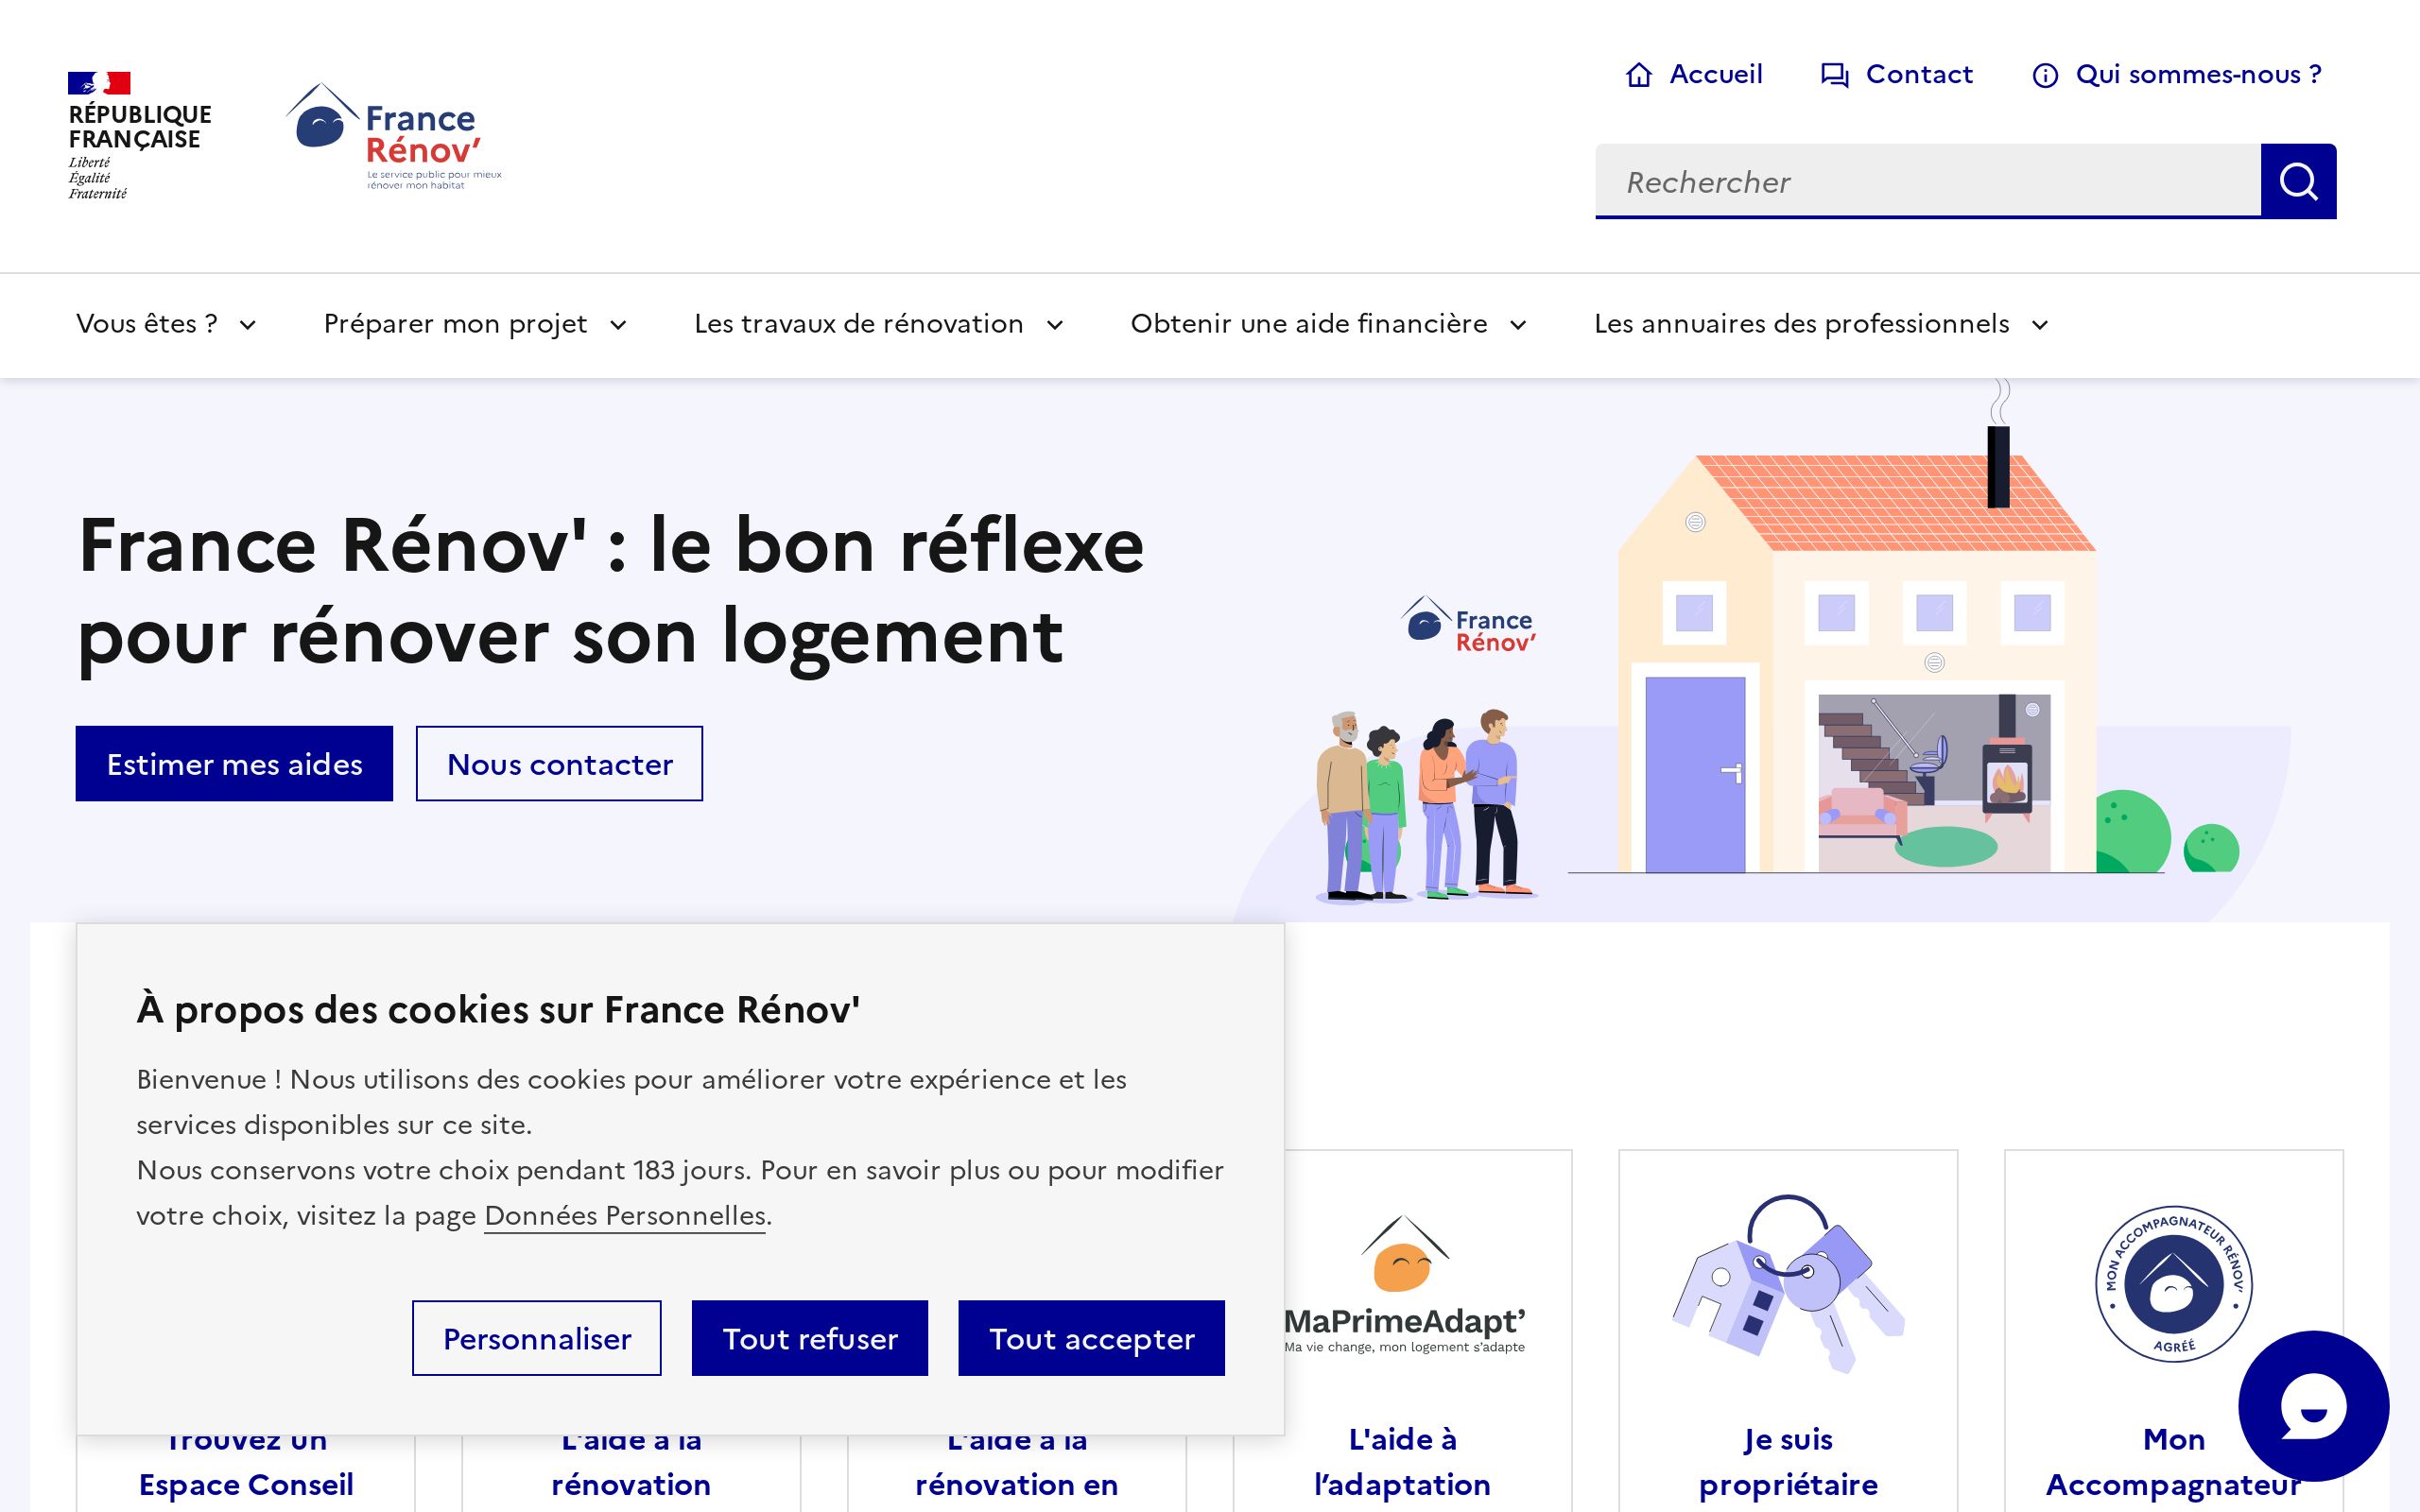 RÉPUBLIQUE
FRANÇAISE
Liberté
Égalité
Fraternité
France
Rénov’
Le service public pour mieux
rénover mon habitat
Accueil
Contact
Qui sommes-nous ?
Rechercher
Vous êtes ?
Préparer mon projet
Les travaux de rénovation
Obtenir une aide financière
Les annuaires des professionnels
France Rénov' : le bon réflexe
pour rénover son logement
Estimer mes aides
Nous contacter
France
Rénov’
À propos des cookies sur France Rénov'
Bienvenue ! Nous utilisons des cookies pour améliorer votre expérience et les
services disponibles sur ce site.
Nous conservons votre choix pendant 183 jours. Pour en savoir plus ou pour modifier
votre choix, visitez la page Données Personnelles.
Personnaliser
Tout refuser
Tout accepter
MaPrimeAdapt’
Ma vie change, mon logement s’adapte
MON ACCOMPAGNATEUR RÉNOV’
AGRÉÉ
Trouvez un
Espace Conseil
L'aide à la
rénovation
L'aide à la
rénovation en
L'aide à
l’adaptation
Je suis
propriétaire
Mon
Accompagnateur